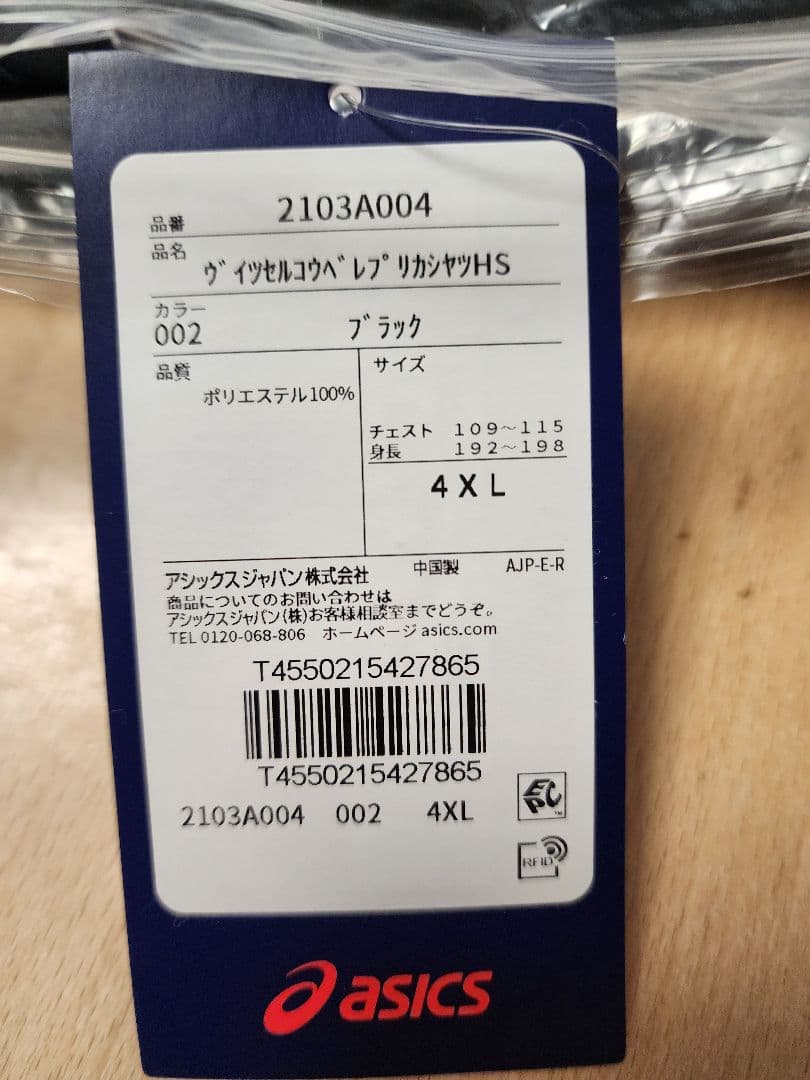 品番 2103A004
品名
ヴイツセルコウベレプリカシヤツHS
カラー
002 ブラック
品質
ポリエステル100%
サイズ
チェスト 109～115
身長 192～198
4XL
アシックスジャパン株式会社 中国製 AJP-E-R
商品についてのお問い合わせは
アシックスジャパン(株)お客様相談室までどうぞ。
TEL 0120-068-806 ホームページ asics.com
T4550215427865
T4550215427865
2103A004 002 4XL
EPC™
RFID
asics